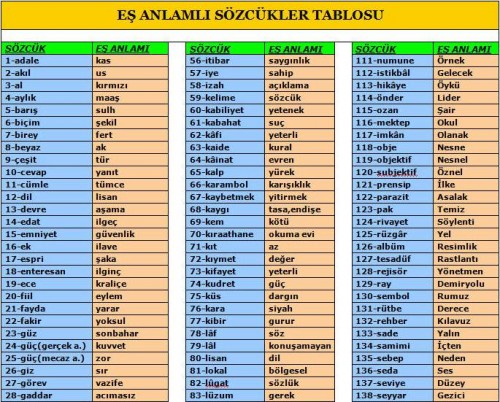 EŞ ANLAMLI SÖZCÜKLER TABLOSU
SÖZCÜK EŞ ANLAMI
1-adale kas
2-akıl us
3-al kırmızı
4-aylık maaş
5-barış sulh
6-biçim şekil
7-birey fert
8-beyaz ak
9-çeşit tür
10-cevap yanıt
11-cümle tümce
12-dil lisan
13-devre aşama
14-edat ilgeç
15-emniyet güvenlik
16-ek ilave
17-espri şaka
18-enteresan ilginç
19-ece kraliçe
20-fiil eylem
21-fayda yarar
22-fakir yoksul
23-güz sonbahar
24-güç(gerçek a.) kuvvet
25-güç(mecaz a.) zor
26-giz sır
27-görev vazife
28-gaddar acımasız
SÖZCÜK EŞ ANLAMI
56-itibar saygınlık
57-iye sahip
58-izah açıklama
59-kelime sözcük
60-kabiliyet yetenek
61-kabahat suç
62-kâfi yeterli
63-kaide kural
64-kâinat evren
65-kalp yürek
66-karambol karışıklık
67-kaybetmek yitirmek
68-kaygı tasa,endişe
69-kem kötü
70-kıraathane okuma evi
71-kıt az
72-kıymet değer
73-kifayet yeterli
74-kudret güç
75-küs dargın
76-kara siyah
77-kibir gurur
78-lâf söz
79-lâl konuşamayan
80-lisan dil
81-lokal bölgesel
82-lûgat sözlük
83-lüzum gerek
SÖZCÜK EŞ ANLAMI
111-numune Örnek
112-istikbâl Gelecek
113-hikâye Öykü
114-önder Lider
115-ozan Şair
116-mektep Okul
117-imkân Olanak
118-obje Nesne
119-objektif Nesnel
120-subjektif Öznel
121-prensip İlke
122-parazit Asalak
123-pak Temiz
124-rivayet Söylenti
125-rüzgâr Yel
126-albüm Resimlik
127-tesadüf Rastlantı
128-rejisör Yönetmen
129-ray Demiryolu
130-sembol Rumuz
131-rütbe Derece
132-rehber Kılavuz
133-sade Yalın
134-samimi İçten
135-sebep Neden
136-seda Ses
137-seviye Düzey
138-seyyar Gezici